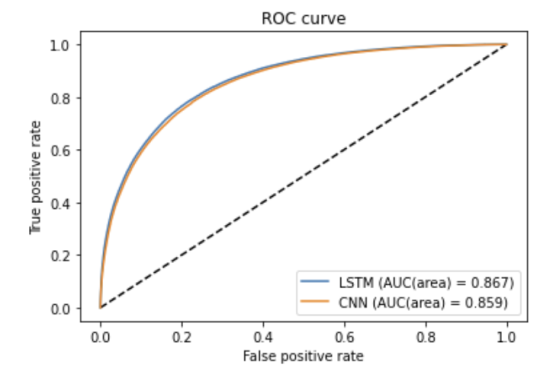 ROC curve
1.0
0.8
0.6
0.4
0.2
0.0
True positive rate
LSTM (AUC(area) = 0.867)
CNN (AUC(area) = 0.859)
0.0 0.2 0.4 0.6 0.8 1.0
False positive rate